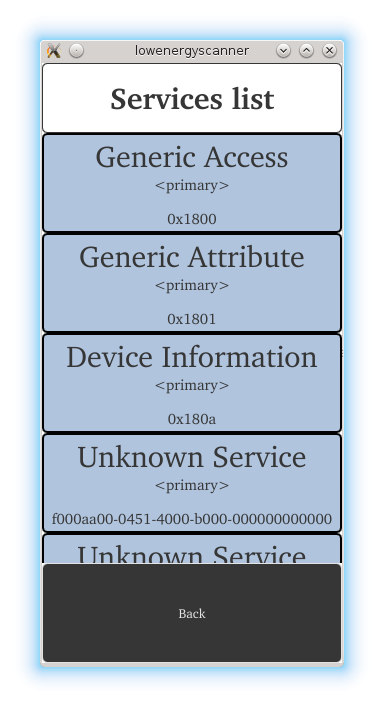 lowenergyscanner
Services list
Generic Access
<primary>
0x1800
Generic Attribute
<primary>
0x1801
Device Information
<primary>
0x180a
Unknown Service
<primary>
f000aa00-0451-4000-b000-000000000000
Unknown Service
Back